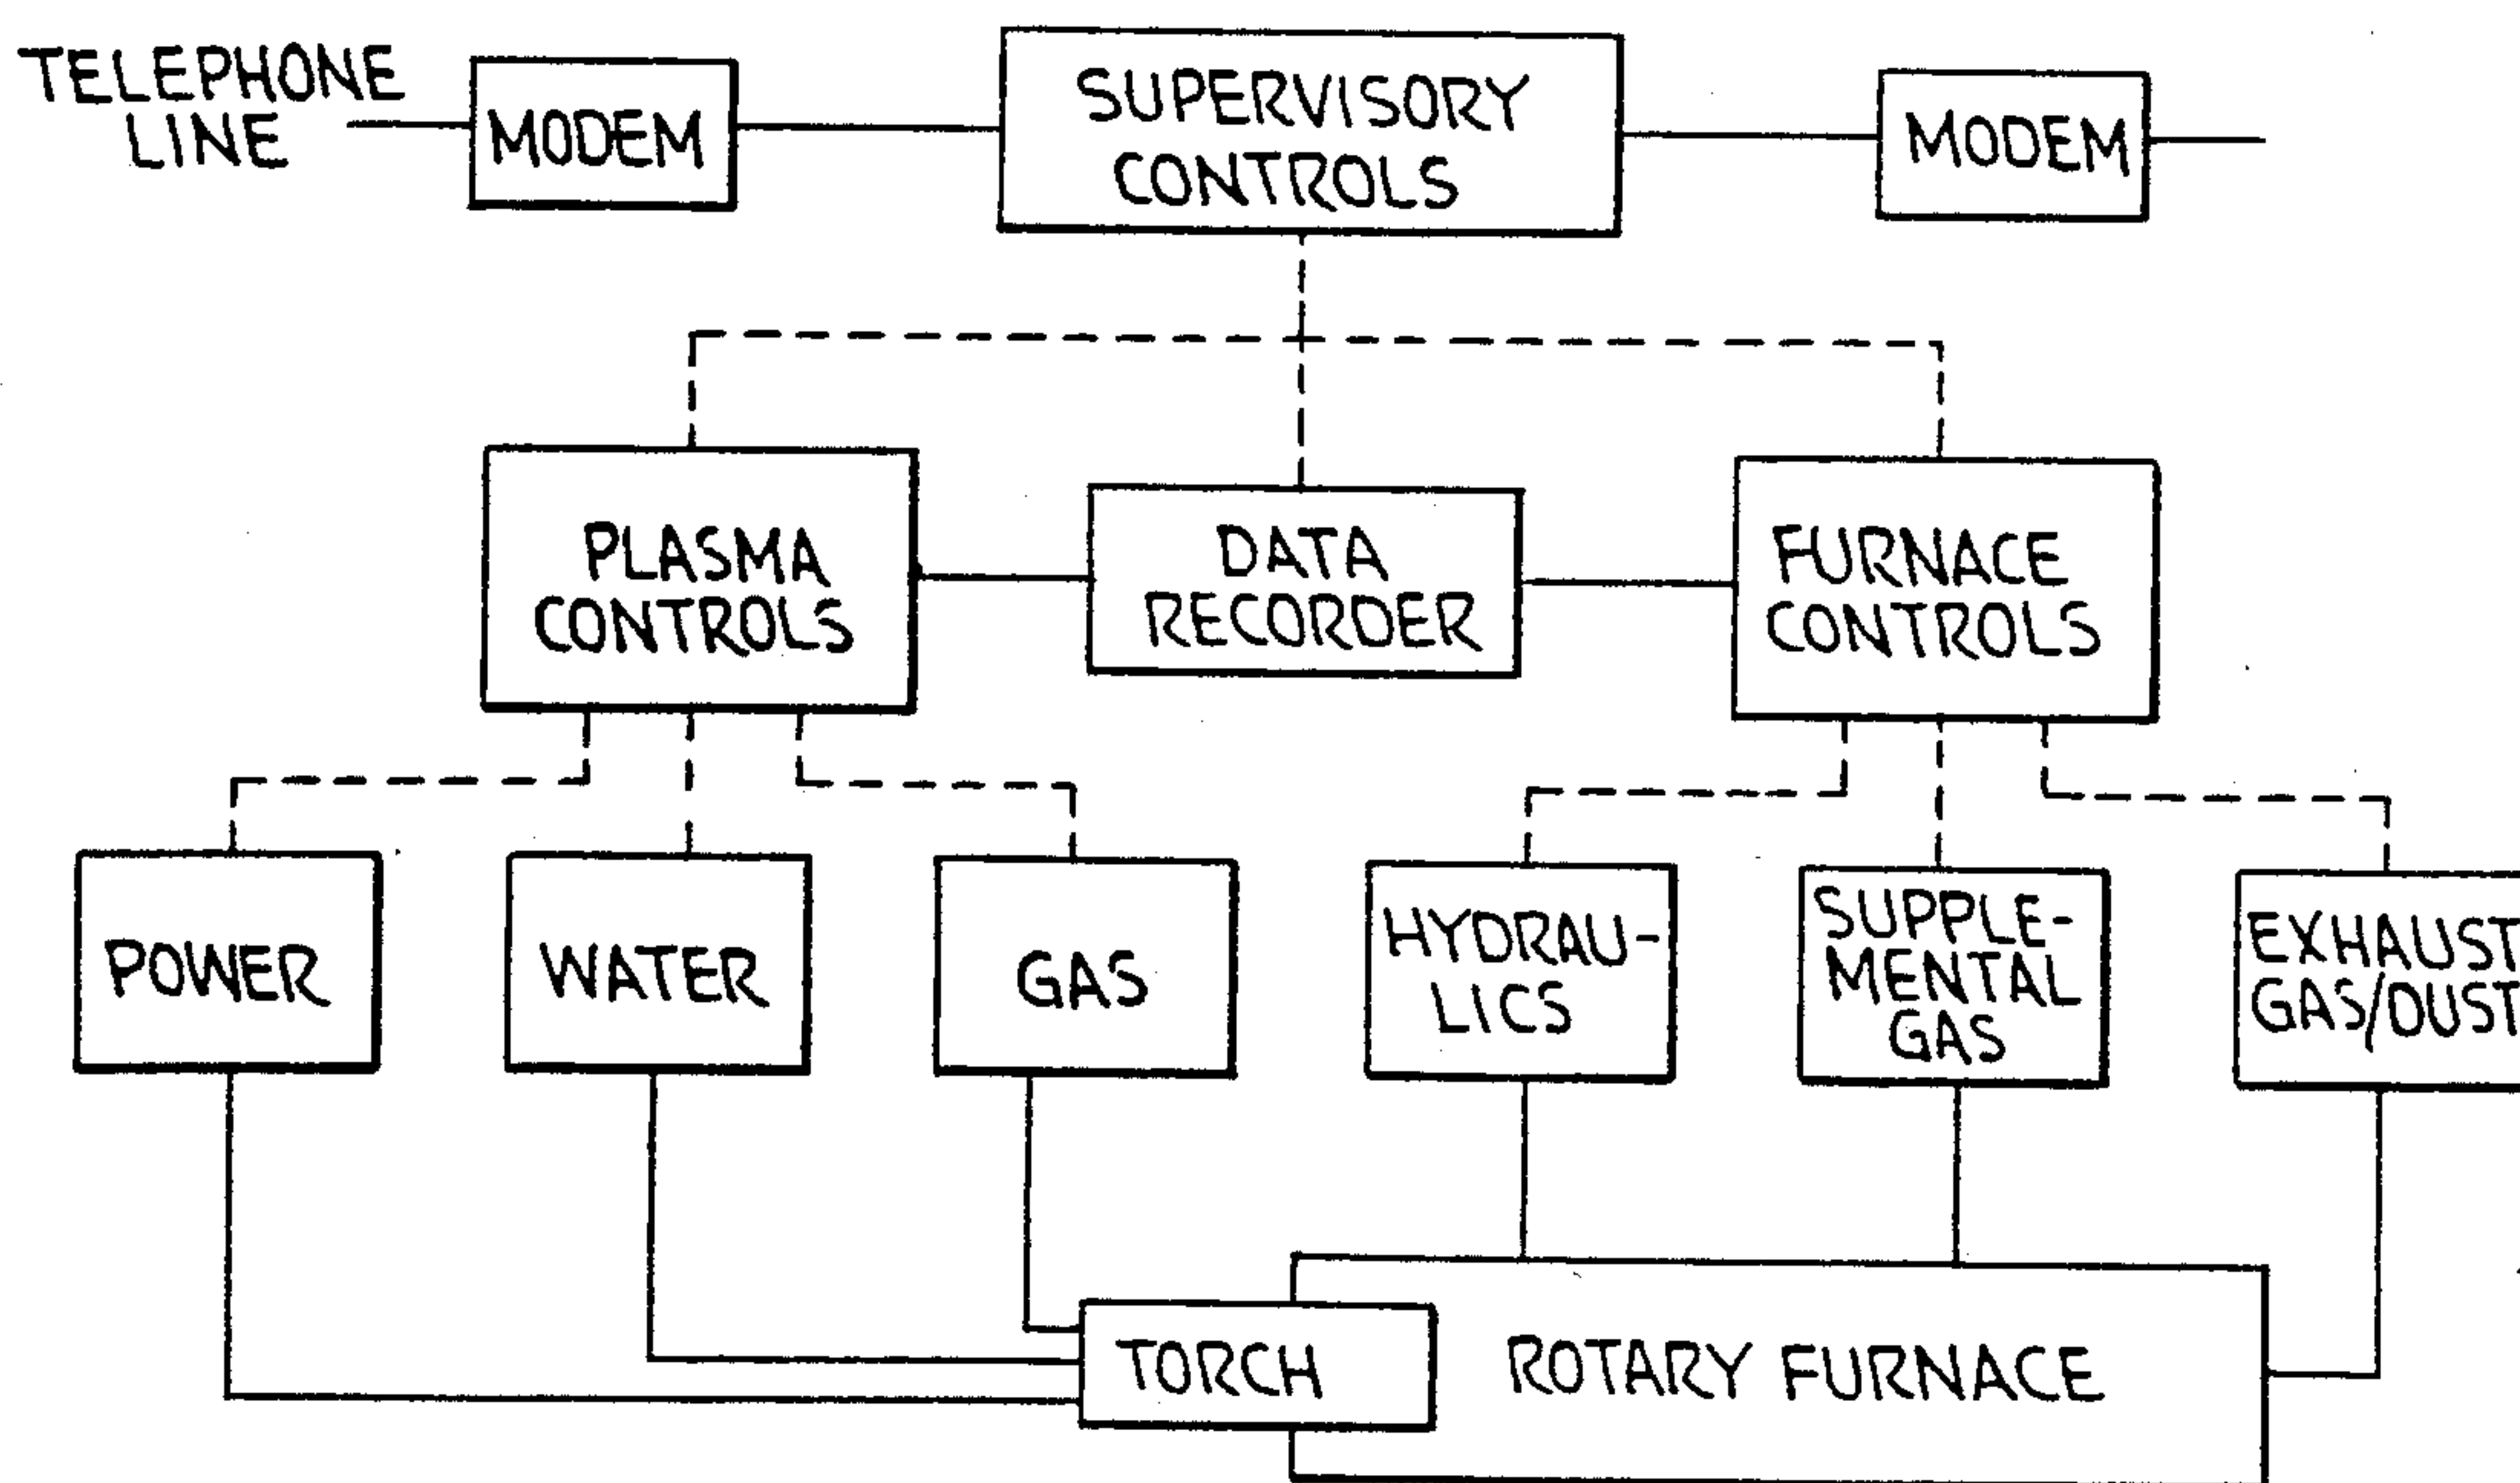 TELEPHONE
LINE
MODEM
SUPERVISORY
CONTROLS
MODEM
PLASMA
CONTROLS
DATA
RECORDER
FURNACE
CONTROLS
POWER
WATER
GAS
HYDRAU-
LICS
SUPPLE-
MENTAL
GAS
EXHAUST
GAS/DUST
TORCH
ROTARY FURNACE